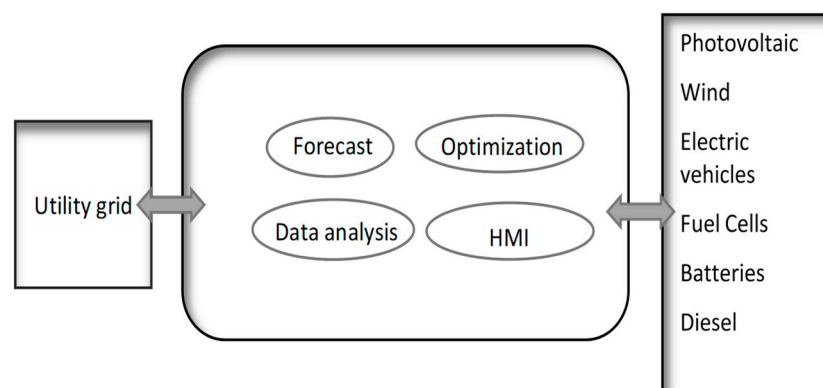 Utility grid
Forecast
Optimization
Data analysis
HMI
Photovoltaic
Wind
Electric
vehicles
Fuel Cells
Batteries
Diesel